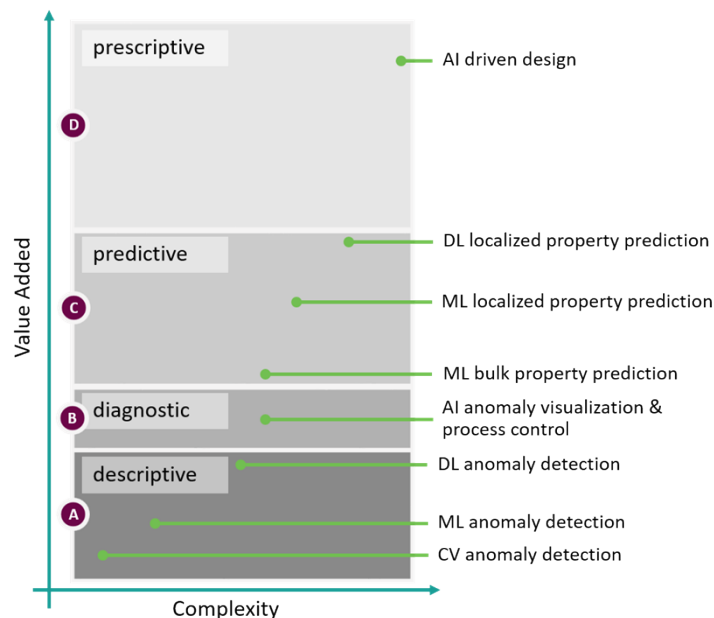 prescriptive
AI driven design
D
predictive
DL localized property prediction
C
ML localized property prediction
ML bulk property prediction
B
diagnostic
AI anomaly visualization &
process control
descriptive
DL anomaly detection
A
ML anomaly detection
CV anomaly detection
Value Added
Complexity